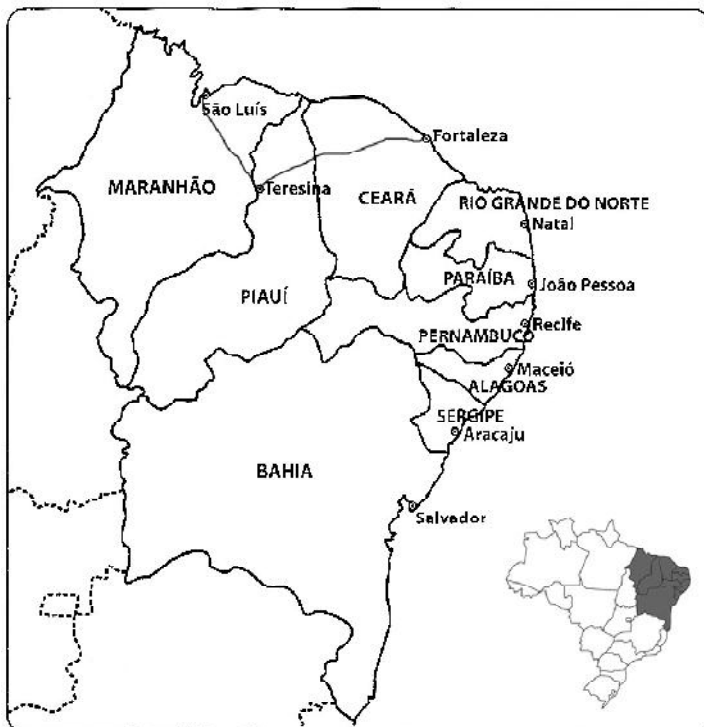 São Luís
Fortaleza
MARANHÃO
Teresina
CEARÁ
RIO GRANDE DO NORTE
Natal
PARAÍBA
João Pessoa
PIAUÍ
Recife
PERNAMBUCO
Maceió
ALAGOAS
SERGIPE
Aracaju
BAHIA
Salvador